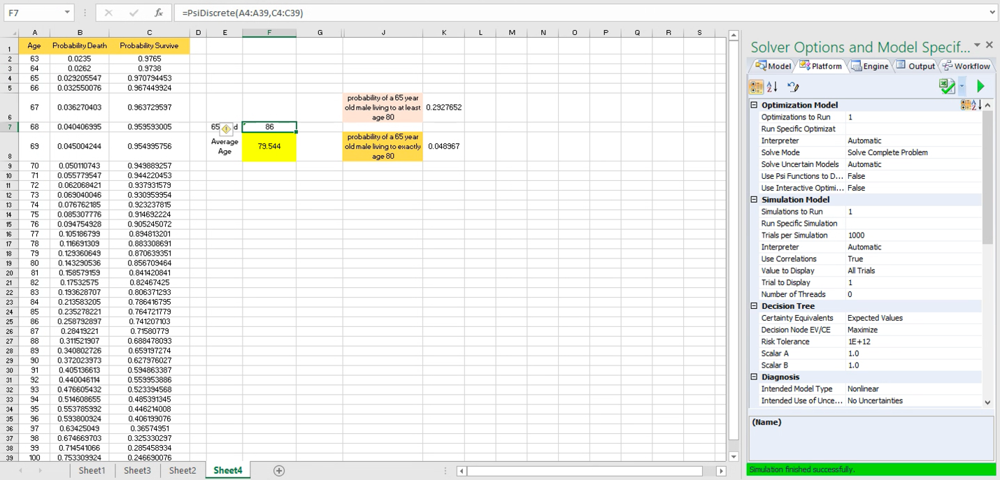 F7 fx =PsiDiscrete(A4:A39,C4:C39)
A B C D E F G J K L M N O P Q R S
1 Age Probability Death Probability Survive
2 63 0.0235 0.9765
3 64 0.0262 0.9738
4 65 0.029205547 0.970794453
5 66 0.032550076 0.967449924
probability of a 65 year
6 67 0.036270403 0.963729597 old male living to at least 0.2927652
age 80
7 68 0.040406995 0.959593005 65 d 86
probability of a 65 year
8 69 0.045004244 0.954995756 Average Age 79.544 old male living to exactly 0.048967
age 80
9 70 0.050110743 0.949889257
10 71 0.055779547 0.944220453
11 72 0.062068421 0.937931579
12 73 0.069040046 0.930959954
13 74 0.076762185 0.923237815
14 75 0.085307776 0.914692224
15 76 0.094754928 0.905245072
16 77 0.105186799 0.894813201
17 78 0.116691309 0.883308691
18 79 0.129360649 0.870639351
19 80 0.143290536 0.856709464
20 81 0.158579159 0.841420841
21 82 0.17532575 0.82467425
22 83 0.193628707 0.806371293
23 84 0.213583205 0.786416795
24 85 0.235278221 0.764721779
25 86 0.258792897 0.741207103
26 87 0.28419221 0.71580779
27 88 0.311521907 0.688478093
28 89 0.340802726 0.659197274
29 90 0.372023973 0.627976027
30 91 0.405136613 0.594863387
31 92 0.440046114 0.559953886
32 93 0.476605432 0.523394568
33 94 0.514608655 0.485391345
34 95 0.553785992 0.446214008
35 96 0.593800924 0.406199076
36 97 0.63425049 0.36574951
37 98 0.674669703 0.325330297
38 99 0.714541066 0.285458934
39 100 0.753309924 0.246690076
Sheet1 Sheet3 Sheet2 Sheet4
Solver Options and Model Specif...
Model Platform Engine Output Workflow
Optimization Model
Optimizations to Run 1
Run Specific Optimizat
Interpreter Automatic
Solve Mode Solve Complete Problem
Solve Uncertain Models Automatic
Use Psi Functions to D... False
Use Interactive Optimi... False
Simulation Model
Simulations to Run 1
Run Specific Simulation
Trials per Simulation 1000
Interpreter Automatic
Use Correlations True
Value to Display All Trials
Trial to Display 1
Number of Threads 0
Decision Tree
Certainty Equivalents Expected Values
Decision Node EV/CE Maximize
Risk Tolerance 1E+12
Scalar A 1.0
Scalar B 1.0
Diagnosis
Intended Model Type Nonlinear
Intended Use of Unce... No Uncertainties
(Name)
Simulation finished successfully.